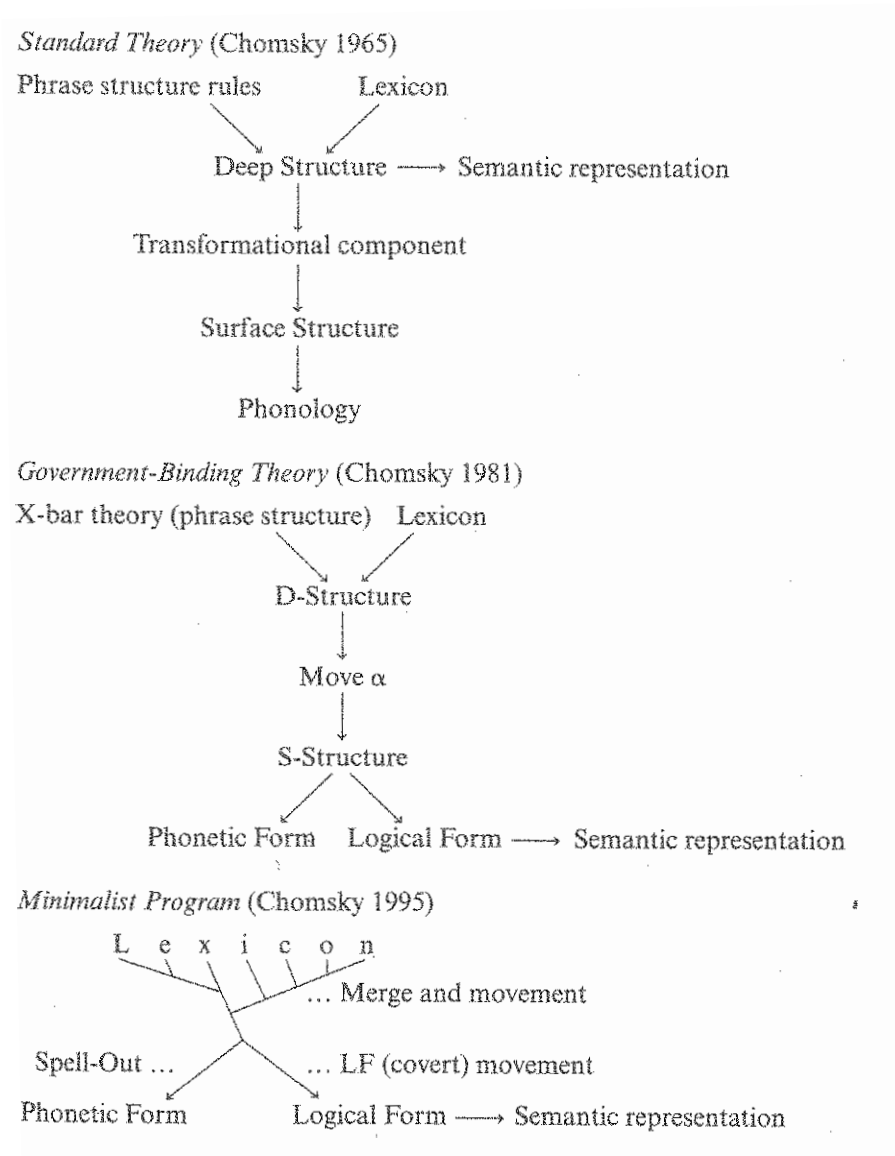 Standard Theory (Chomsky 1965)
Phrase structure rules Lexicon
Deep Structure → Semantic representation
Transformational component
Surface Structure
Phonology
Government-Binding Theory (Chomsky 1981)
X-bar theory (phrase structure) Lexicon
D-Structure
Move α
S-Structure
Phonetic Form Logical Form → Semantic representation
Minimalist Program (Chomsky 1995)
L e x i c o n
... Merge and movement
Spell-Out ... ... LF (covert) movement
Phonetic Form Logical Form → Semantic representation